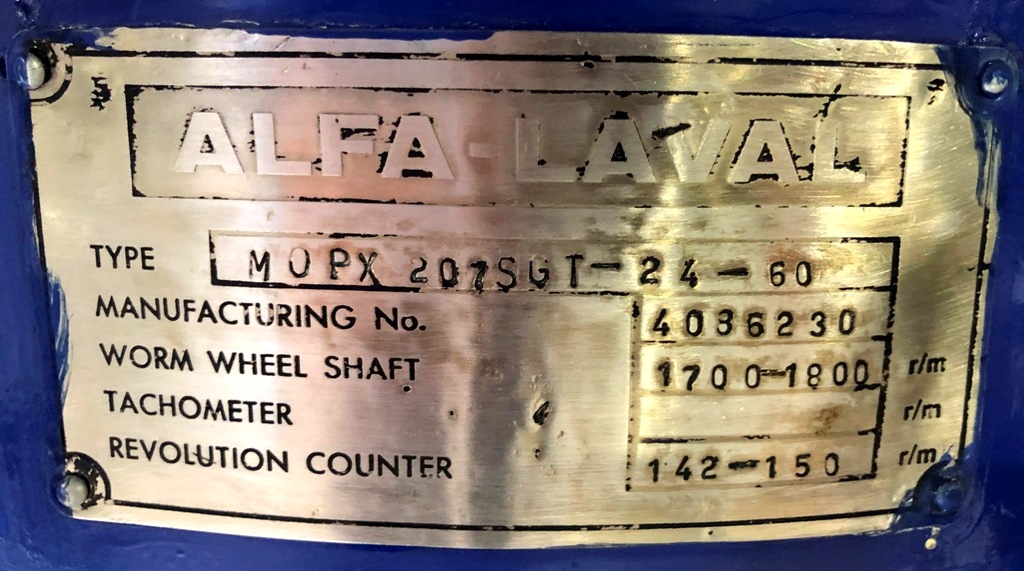 ALFA-LAVAL
TYPE MOPX 207SGT-24-60
MANUFACTURING No. 4036230
WORM WHEEL SHAFT 1700-1800 r/m
TACHOMETER r/m
REVOLUTION COUNTER 142-150 r/m